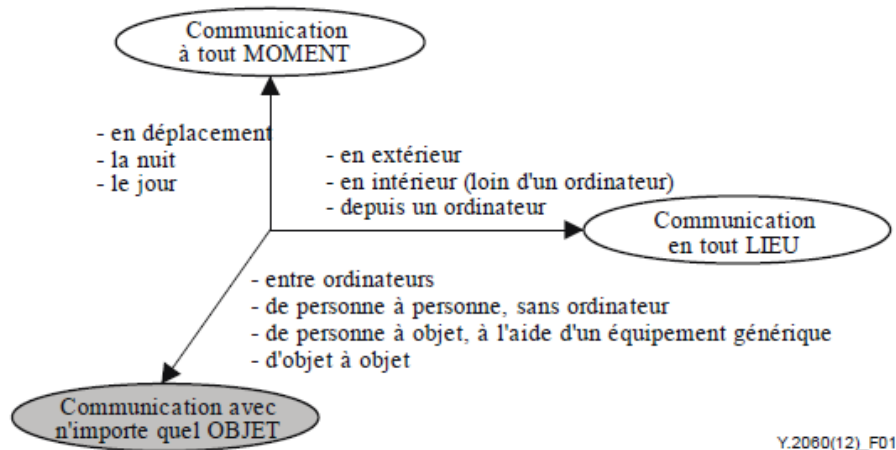 Communication
à tout MOMENT
- en déplacement
- la nuit
- le jour
- en extérieur
- en intérieur (loin d'un ordinateur)
- depuis un ordinateur
Communication
en tout LIEU
- entre ordinateurs
- de personne à personne, sans ordinateur
- de personne à objet, à l'aide d'un équipement générique
- d'objet à objet
Communication avec
n'importe quel OBJET
Y.2060(12)_F01